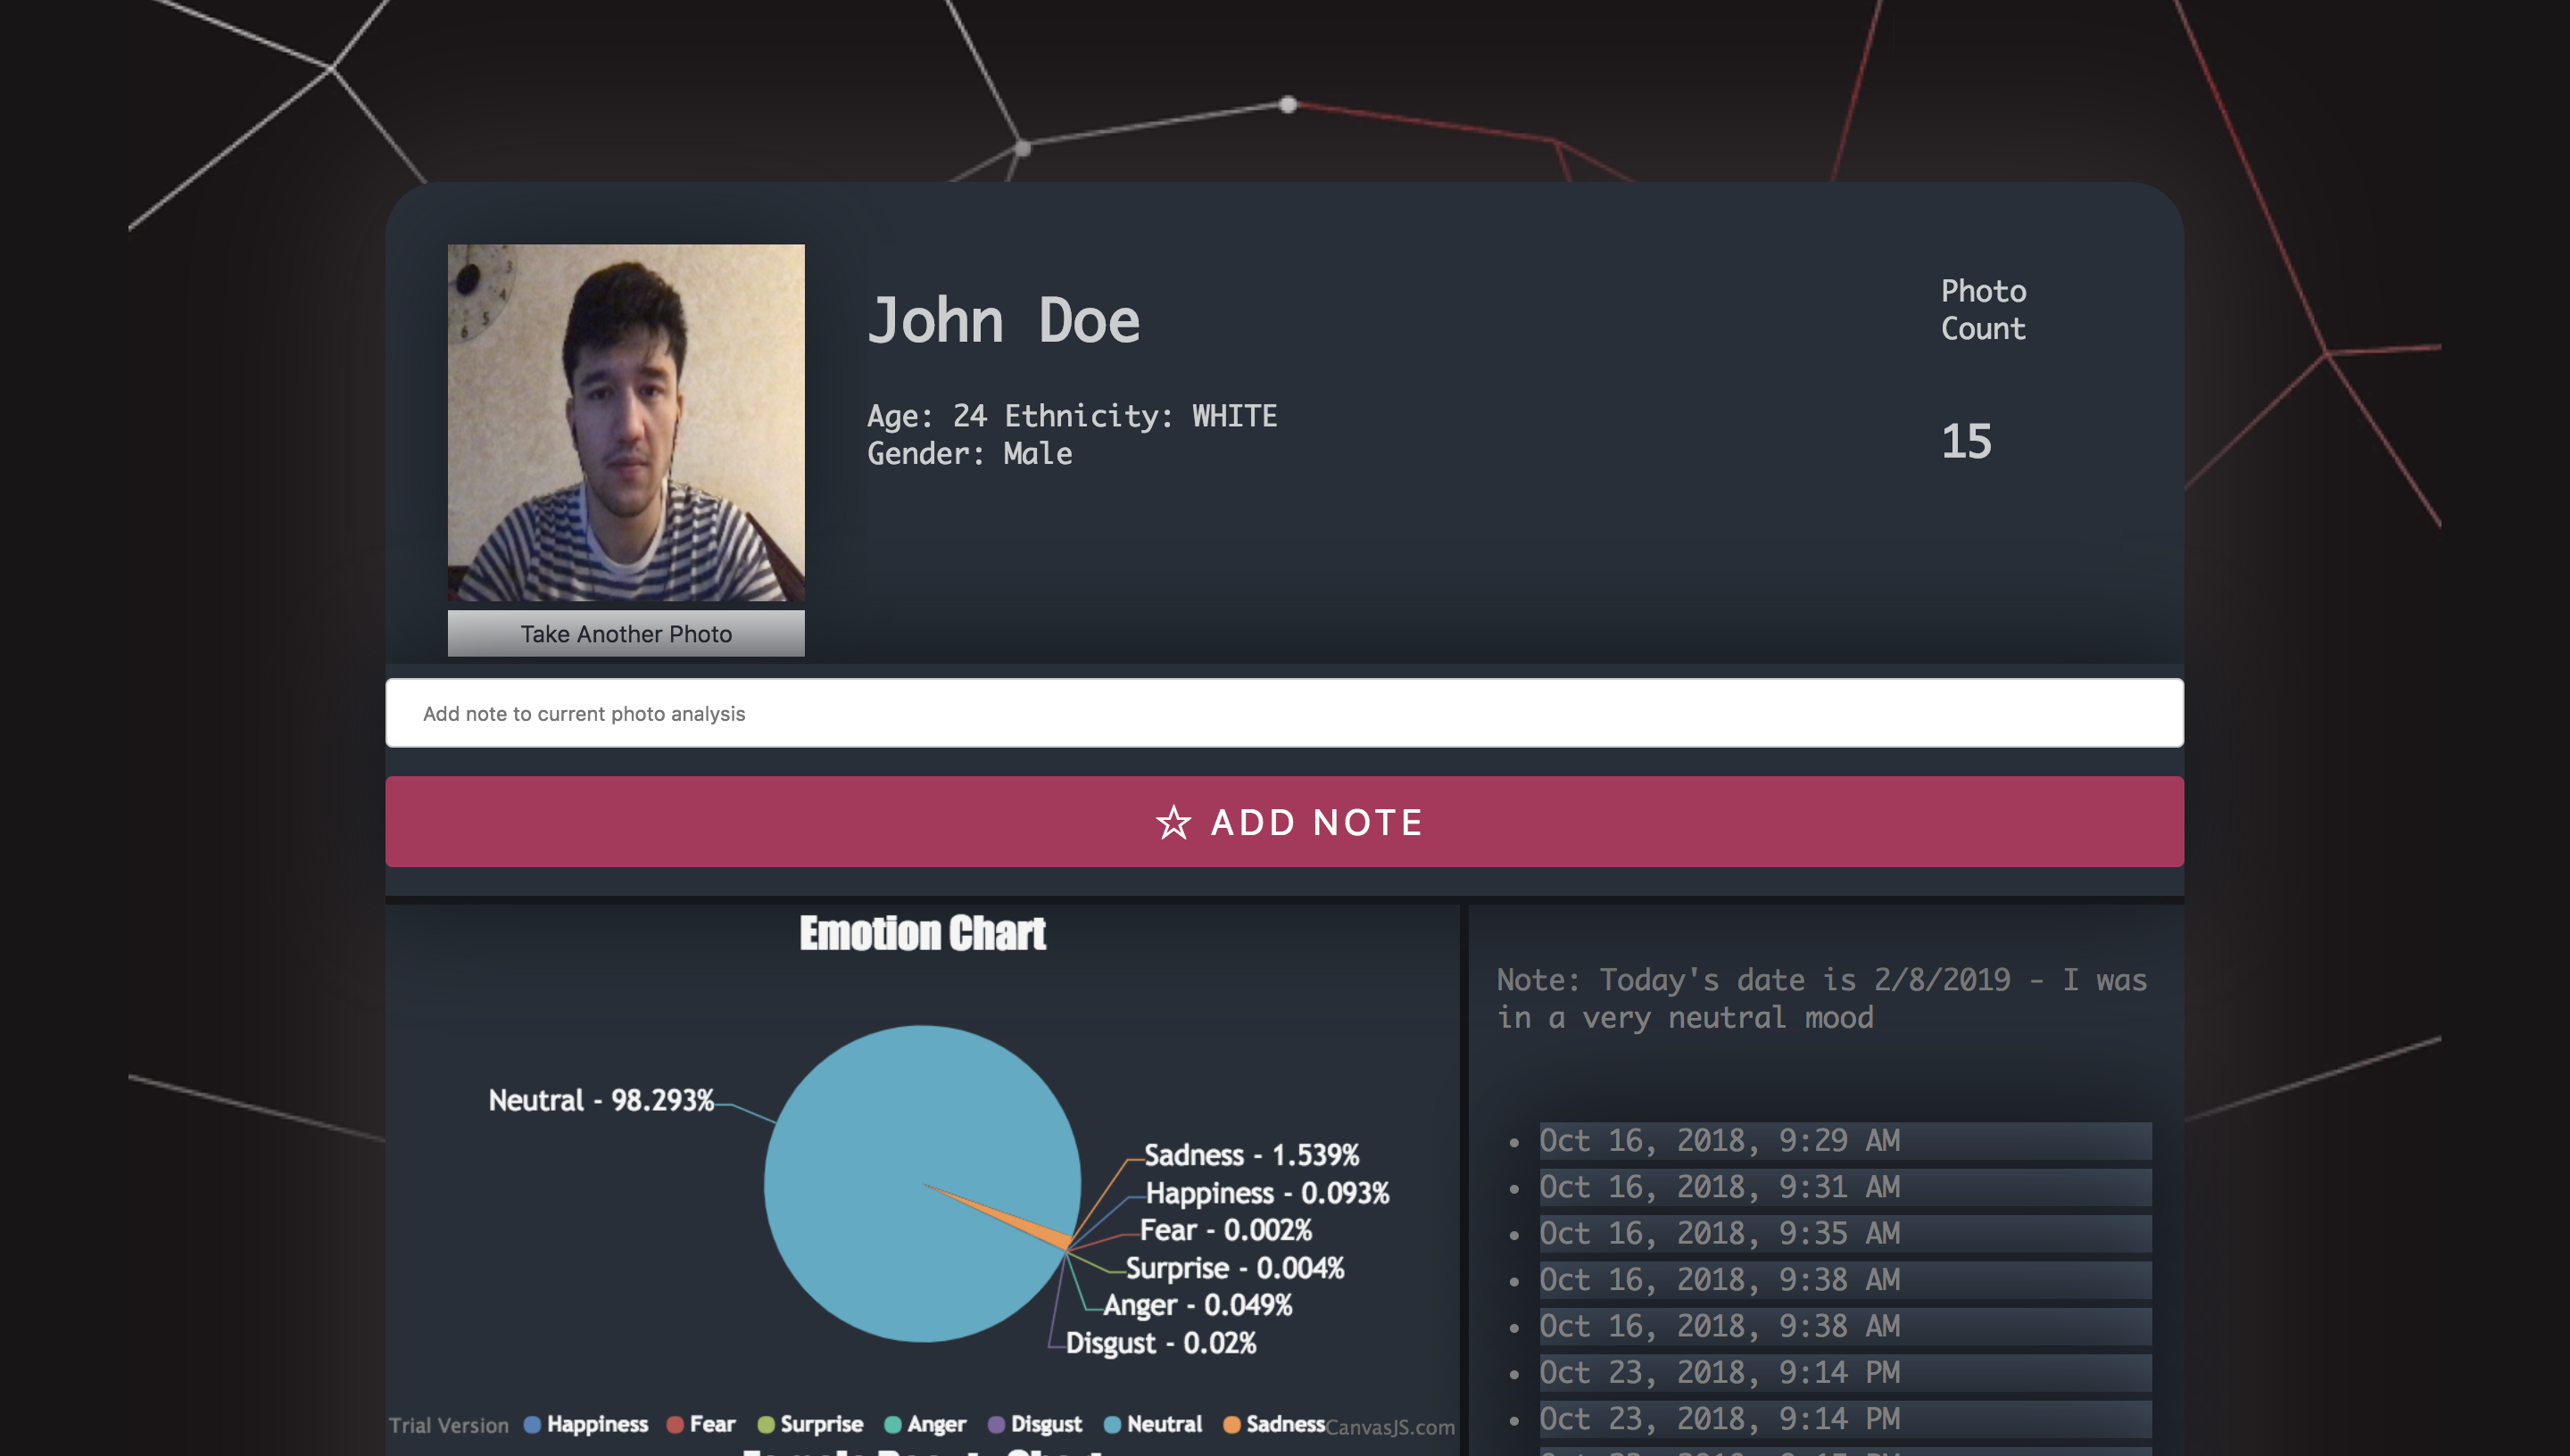 3
4
5
6
John Doe
Age: 24 Ethnicity: WHITE
Gender: Male
Photo
Count
15
Take Another Photo
Add note to current photo analysis
☆ ADD NOTE
Emotion Chart
Neutral - 98.293%
Sadness - 1.539%
Happiness - 0.093%
Fear - 0.002%
Surprise - 0.004%
Anger - 0.049%
Disgust - 0.02%
Trial Version
Happiness Fear Surprise Anger Disgust Neutral Sadness
CanvasJS.com
Note: Today's date is 2/8/2019 - I was
in a very neutral mood
• Oct 16, 2018, 9:29 AM
• Oct 16, 2018, 9:31 AM
• Oct 16, 2018, 9:35 AM
• Oct 16, 2018, 9:38 AM
• Oct 16, 2018, 9:38 AM
• Oct 23, 2018, 9:14 PM
• Oct 23, 2018, 9:14 PM